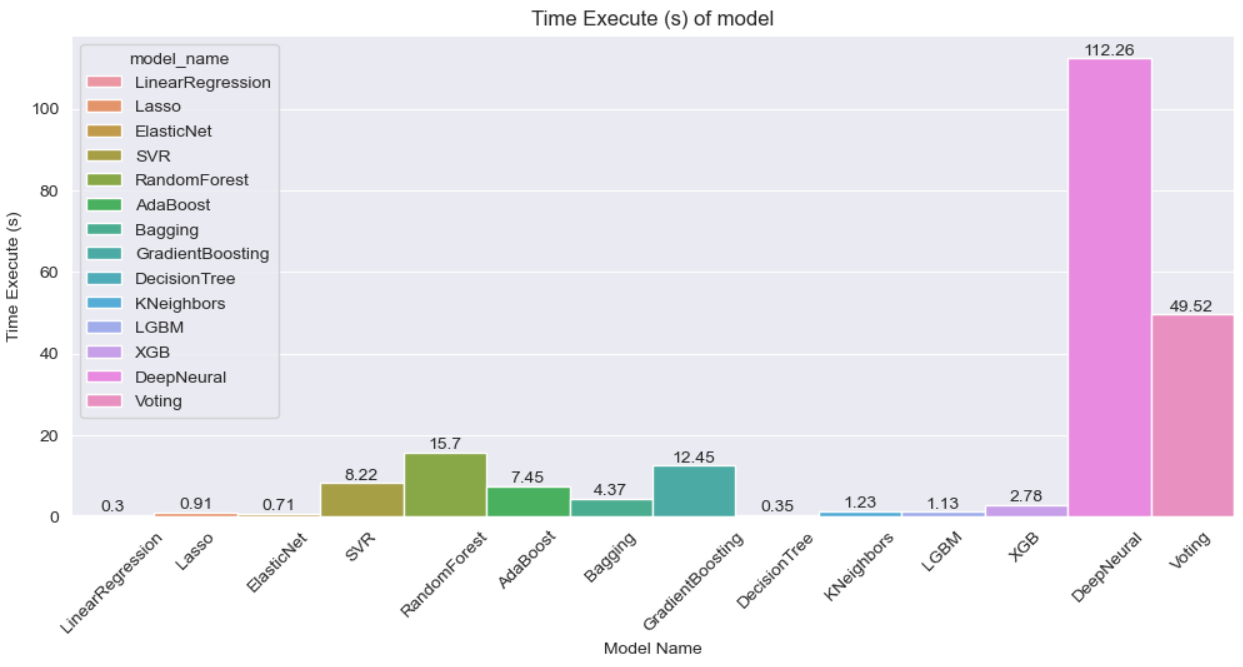 Time Execute (s) of model
model_name
LinearRegression
Lasso
ElasticNet
SVR
RandomForest
AdaBoost
Bagging
GradientBoosting
DecisionTree
KNeighbors
LGBM
XGB
DeepNeural
Voting
Time Execute (s)
100
80
60
40
20
0
0.3
0.91
0.71
8.22
15.7
7.45
4.37
12.45
0.35
1.23
1.13
2.78
112.26
49.52
LinearRegression
Lasso
ElasticNet
SVR
RandomForest
AdaBoost
Bagging
GradientBoosting
DecisionTree
KNeighbors
LGBM
XGB
DeepNeural
Voting
Model Name